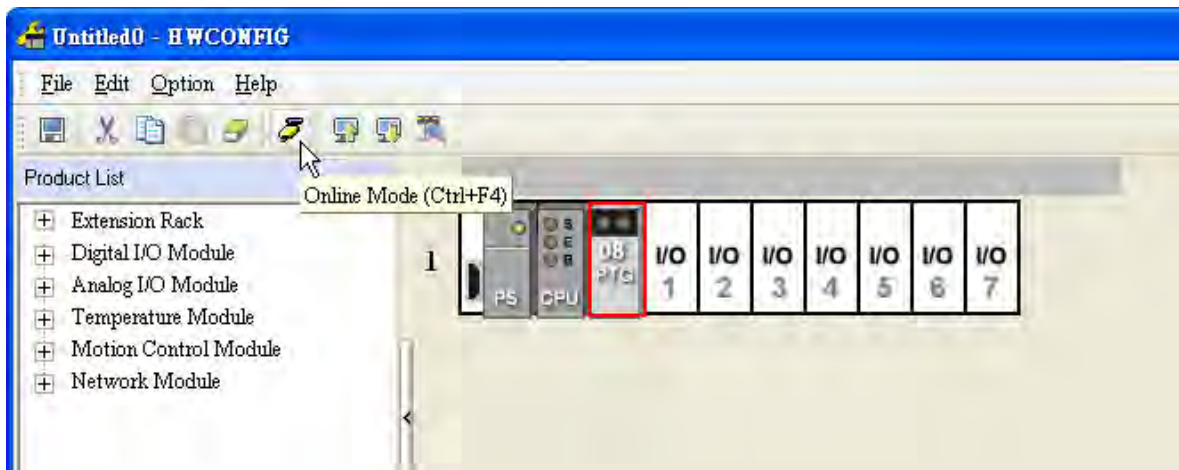 Untitled0 - HWCONFIG
File Edit Option Help
Product List
Online Mode (Ctrl+F4)
Extension Rack
Digital I/O Module
Analog I/O Module
Temperature Module
Motion Control Module
Network Module
1
PS CPU 08 PTG I/O 1 I/O 2 I/O 3 I/O 4 I/O 5 I/O 6 I/O 7